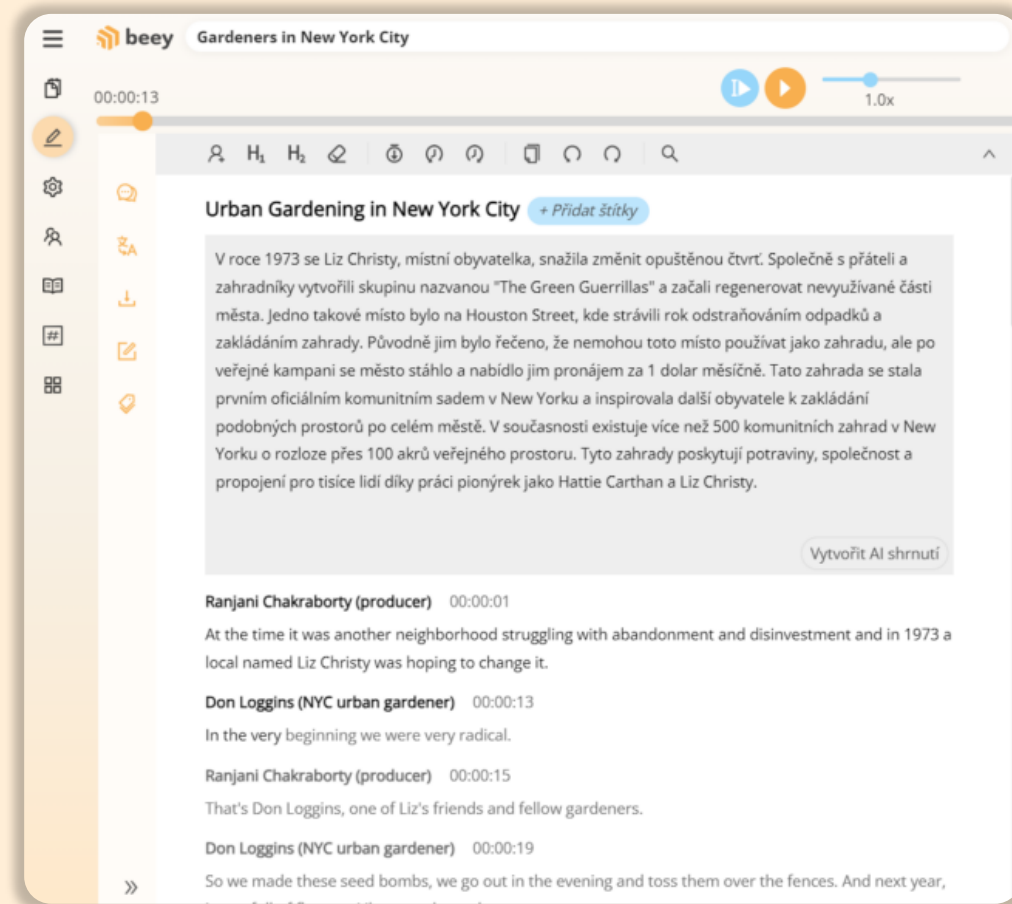 beey
Gardeners in New York City
00:00:13
1.0x
H1
H2
Urban Gardening in New York City
+ Přidat štítky
V roce 1973 se Liz Christy, místní obyvatelka, snažila změnit opuštěnou čtvrť. Společně s přáteli a
zahradníky vytvořili skupinu nazvanou "The Green Guerrillas" a začali regenerovat nevyužívané části
města. Jedno takové místo bylo na Houston Street, kde strávili rok odstraňováním odpadků a
zakládáním zahrady. Původně jim bylo řečeno, že nemohou toto místo používat jako zahradu, ale po
veřejné kampani se město stáhlo a nabídlo jim pronájem za 1 dolar měsíčně. Tato zahrada se stala
prvním oficiálním komunitním sadem v New Yorku a inspirovala další obyvatele k zakládání
podobných prostorů po celém městě. V současnosti existuje více než 500 komunitních zahrad v New
Yorku o rozloze přes 100 akrů veřejného prostoru. Tyto zahrady poskytují potraviny, společnost a
propojení pro tisíce lidí díky práci pionýrek jako Hattie Carthan a Liz Christy.
Vytvořit AI shrnutí
Ranjani Chakraborty (producer) 00:00:01
At the time it was another neighborhood struggling with abandonment and disinvestment and in 1973 a
local named Liz Christy was hoping to change it.
Don Loggins (NYC urban gardener) 00:00:13
In the very beginning we were very radical.
Ranjani Chakraborty (producer) 00:00:15
That's Don Loggins, one of Liz's friends and fellow gardeners.
Don Loggins (NYC urban gardener) 00:00:19
So we made these seed bombs, we go out in the evening and toss them over the fences. And next year,